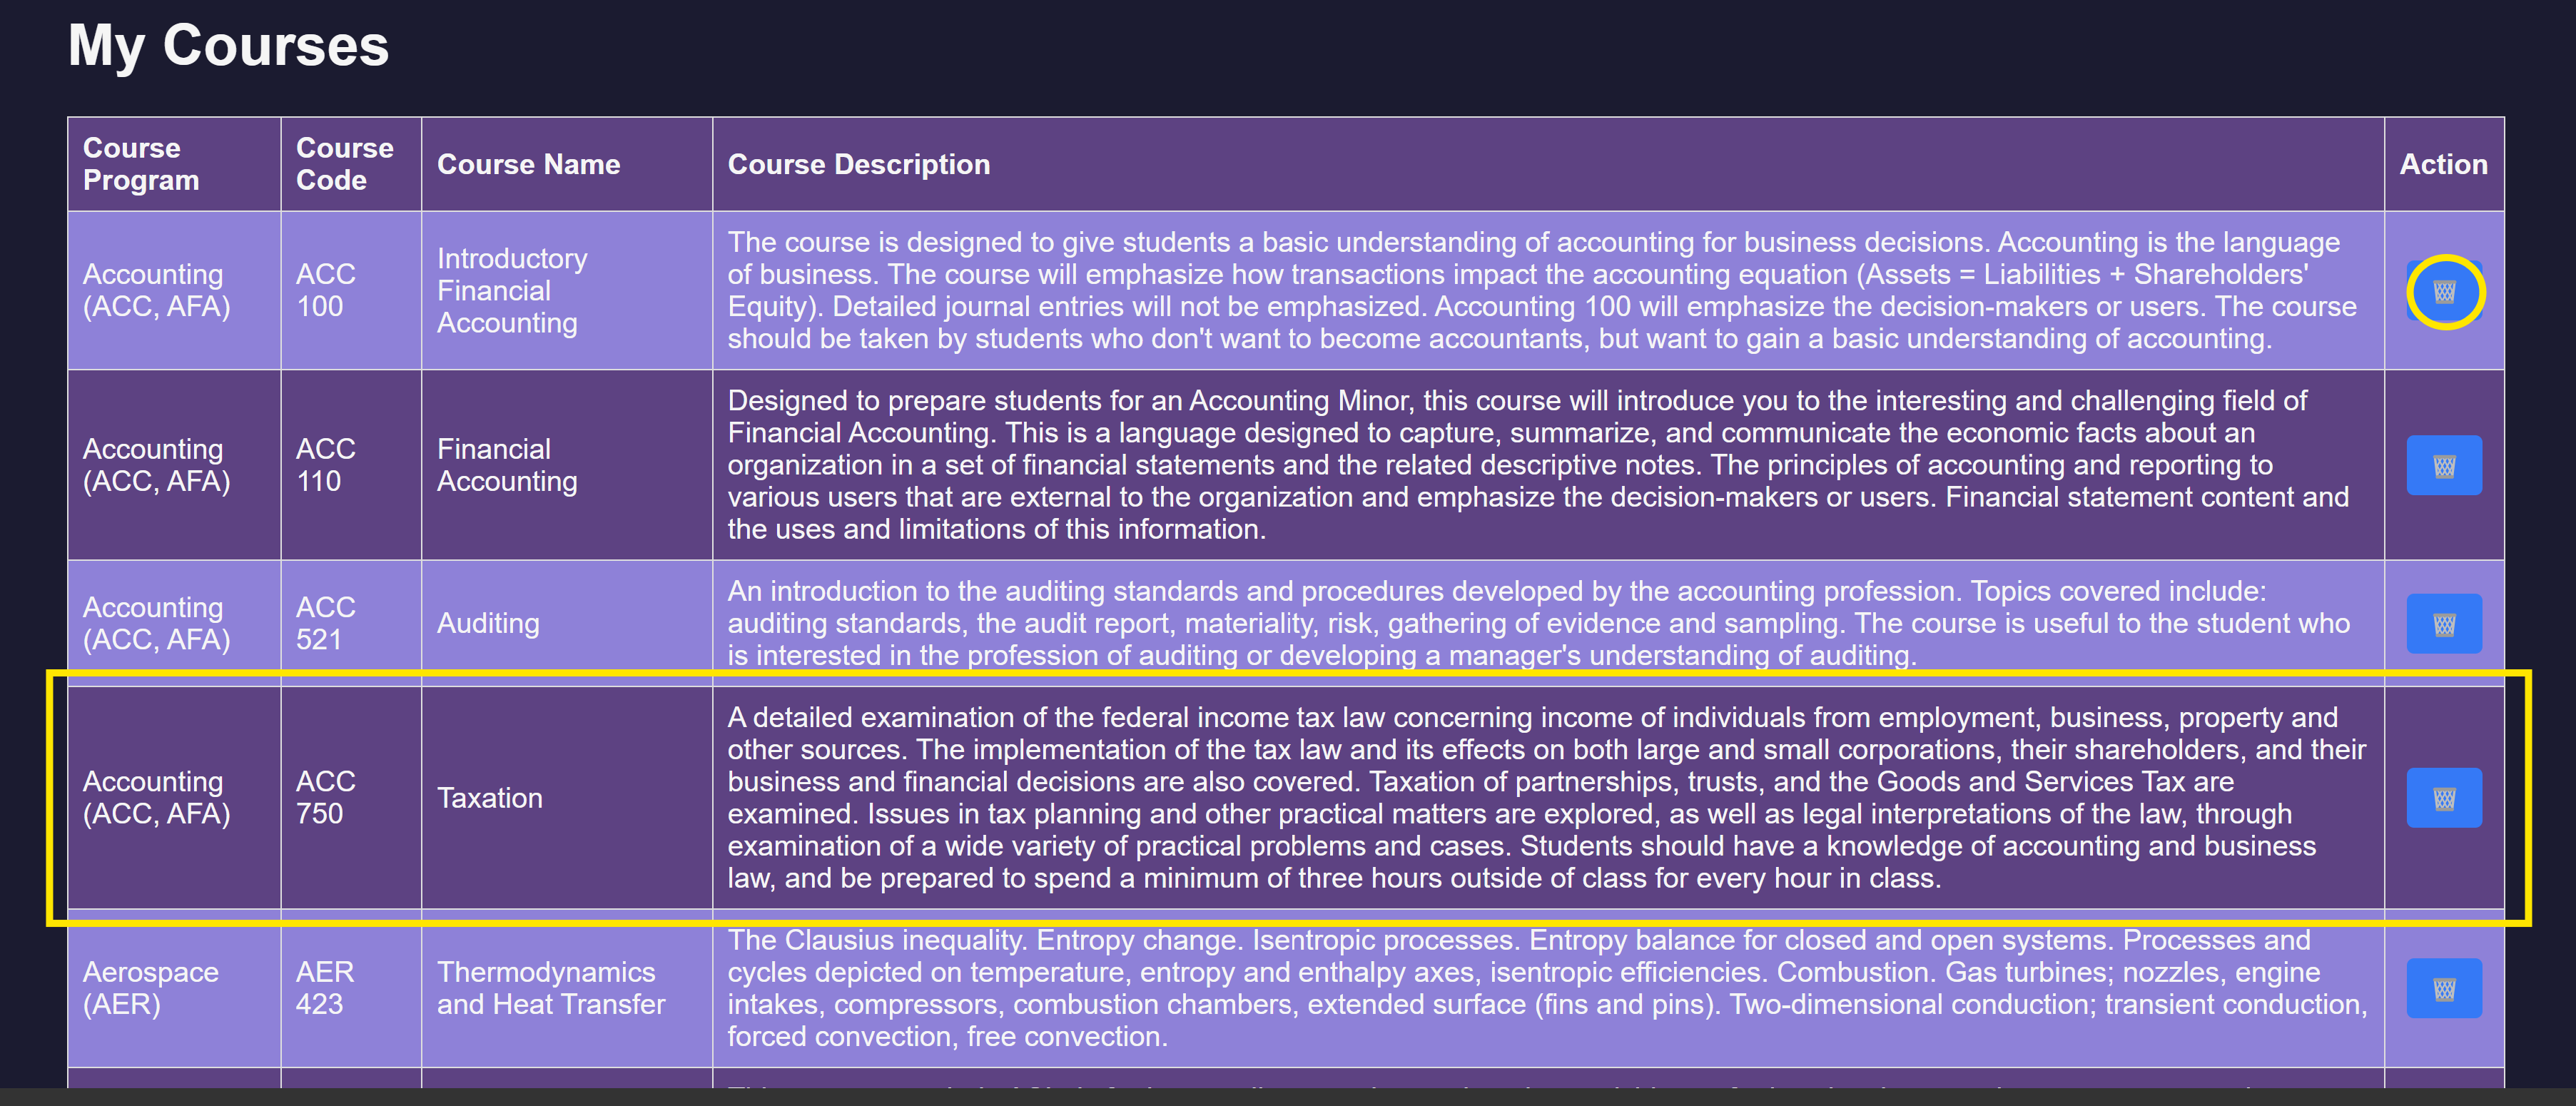 My Courses
Course
Program
Course
Code
Course Name
Course Description
Action
Accounting
(ACC, AFA)
ACC
100
Introductory
Financial
Accounting
The course is designed to give students a basic understanding of accounting for business decisions. Accounting is the language
of business. The course will emphasize how transactions impact the accounting equation (Assets = Liabilities + Shareholders'
Equity). Detailed journal entries will not be emphasized. Accounting 100 will emphasize the decision-makers or users. The course
should be taken by students who don't want to become accountants, but want to gain a basic understanding of accounting.
Accounting
(ACC, AFA)
ACC
110
Financial
Accounting
Designed to prepare students for an Accounting Minor, this course will introduce you to the interesting and challenging field of
Financial Accounting. This is a language designed to capture, summarize, and communicate the economic facts about an
organization in a set of financial statements and the related descriptive notes. The principles of accounting and reporting to
various users that are external to the organization and emphasize the decision-makers or users. Financial statement content and
the uses and limitations of this information.
Accounting
(ACC, AFA)
ACC
521
Auditing
An introduction to the auditing standards and procedures developed by the accounting profession. Topics covered include:
auditing standards, the audit report, materiality, risk, gathering of evidence and sampling. The course is useful to the student who
is interested in the profession of auditing or developing a manager's understanding of auditing.
Accounting
(ACC, AFA)
ACC
750
Taxation
A detailed examination of the federal income tax law concerning income of individuals from employment, business, property and
other sources. The implementation of the tax law and its effects on both large and small corporations, their shareholders, and their
business and financial decisions are also covered. Taxation of partnerships, trusts, and the Goods and Services Tax are
examined. Issues in tax planning and other practical matters are explored, as well as legal interpretations of the law, through
examination of a wide variety of practical problems and cases. Students should have a knowledge of accounting and business
law, and be prepared to spend a minimum of three hours outside of class for every hour in class.
Aerospace
(AER)
AER
423
Thermodynamics
and Heat Transfer
The Clausius inequality. Entropy change. Isentropic processes. Entropy balance for closed and open systems. Processes and
cycles depicted on temperature, entropy and enthalpy axes, isentropic efficiencies. Combustion. Gas turbines; nozzles, engine
intakes, compressors, combustion chambers, extended surface (fins and pins). Two-dimensional conduction; transient conduction,
forced convection, free convection.